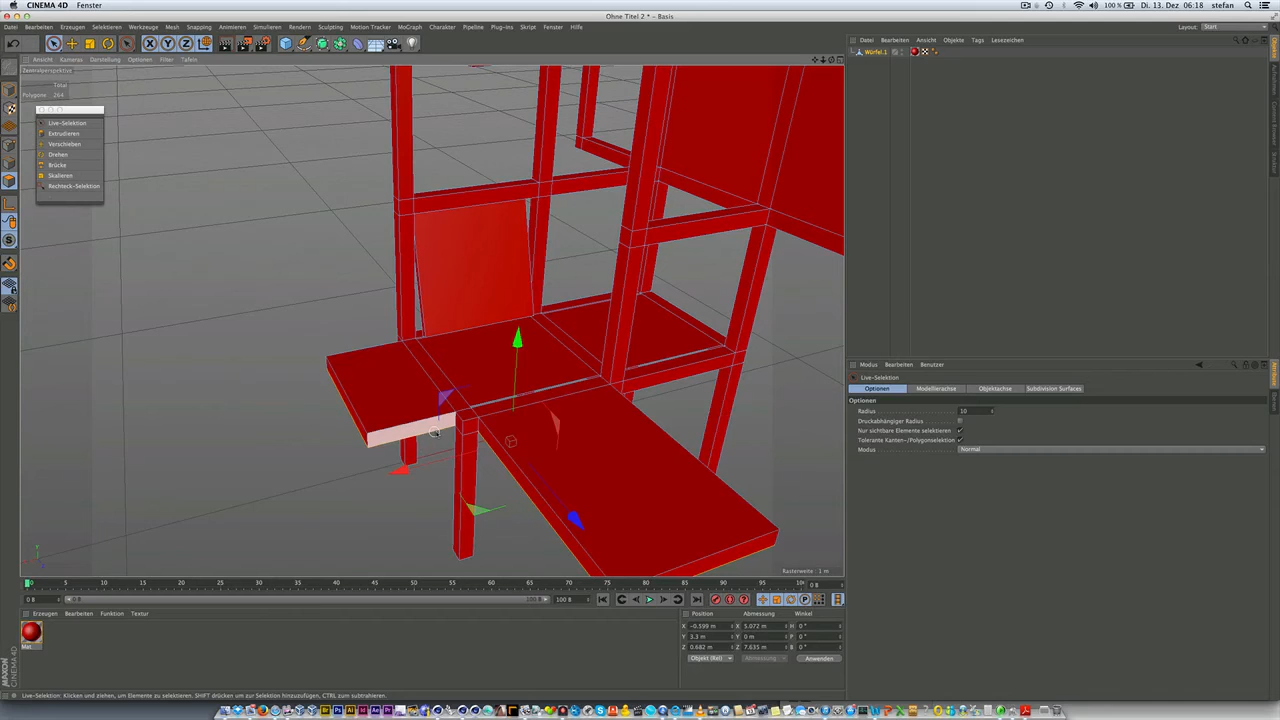 CINEMA 4D Fenster 100 % Di. 13. Dez 06:18 stefan
Ohne Titel 2 * - Basis
Datei Bearbeiten Erzeugen Selektieren Werkzeuge Mesh Snapping Animieren Simulieren Rendern Sculpting Motion Tracker MoGraph Charakter Pipeline Plug-ins Skript Fenster Hilfe Layout: Start
Ansicht Kameras Darstellung Optionen Filter Tafeln
Datei Bearbeiten Ansicht Objekte Tags Lesezeichen
Würfel.1
Zentralperspektive
Total
Polygone 264
Live-Selektion
Extrudieren
Verschieben
Drehen
Brücke
Skalieren
Rechteck-Selektion
Modus Bearbeiten Benutzer
Live-Selektion
Optionen Modellierachse Objektachse Subdivision Surfaces
Optionen
Radius 10
Druckabhängiger Radius
Nur sichtbare Elemente selektieren
Tolerante Kanten-/Polygonselektion
Modus Normal
Rasterweite : 1 m
0 5 10 15 20 25 30 35 40 45 50 55 60 65 70 75 80 85 90 95 100 0 B
0 B 0 B 100 B 100 B
Erzeugen Bearbeiten Funktion Textur
Mat.
Position Abmessung Winkel
X -0.599 m X 5.072 m H 0 °
Y 3.3 m Y 0 m P 0 °
Z 0.682 m Z 7.635 m B 0 °
Objekt (Rel) Abmessung Anwenden
MAXON CINEMA 4D
Live-Selektion: Klicken und ziehen, um Elemente zu selektieren. SHIFT drücken um zur Selektion hinzuzufügen, CTRL zum subtrahieren.